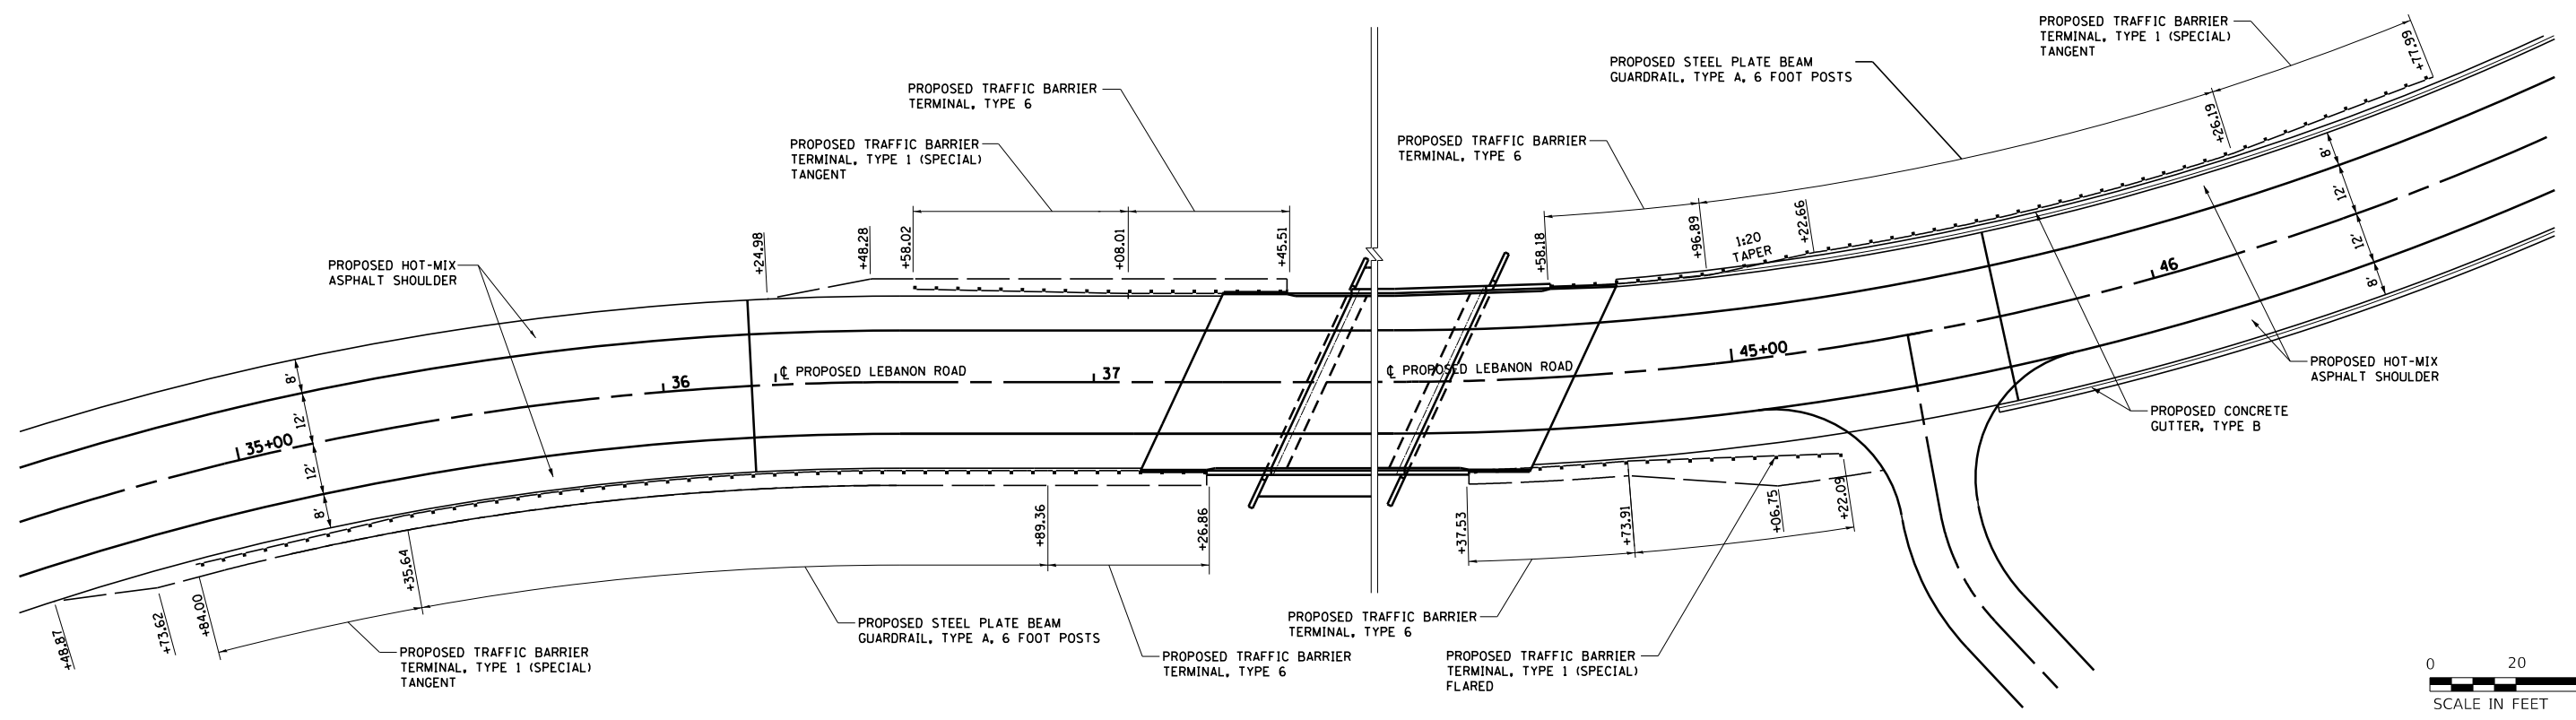 PROPOSED TRAFFIC BARRIER
TERMINAL, TYPE 1 (SPECIAL)
TANGENT
+77.99
PROPOSED STEEL PLATE BEAM
GUARDRAIL, TYPE A, 6 FOOT POSTS
PROPOSED TRAFFIC BARRIER
TERMINAL, TYPE 6
+26.19
PROPOSED TRAFFIC BARRIER
TERMINAL, TYPE 1 (SPECIAL)
TANGENT
PROPOSED TRAFFIC BARRIER
TERMINAL, TYPE 6
8'
12'
12'
8'
+24.98
+48.28
+58.02
+08.01
+45.51
+58.18
+96.89
1:20
TAPER
+22.66
PROPOSED HOT-MIX
ASPHALT SHOULDER
46
45+00
℄ PROPOSED LEBANON ROAD
℄ PROPOSED LEBANON ROAD
37
36
35+00
8'
12'
12'
8'
PROPOSED HOT-MIX
ASPHALT SHOULDER
PROPOSED CONCRETE
GUTTER, TYPE B
+48.87
+73.62
+84.00
+35.64
+89.36
+26.86
+37.53
+73.91
+06.75
+22.09
PROPOSED TRAFFIC BARRIER
TERMINAL, TYPE 1 (SPECIAL)
TANGENT
PROPOSED STEEL PLATE BEAM
GUARDRAIL, TYPE A, 6 FOOT POSTS
PROPOSED TRAFFIC BARRIER
TERMINAL, TYPE 6
PROPOSED TRAFFIC BARRIER
TERMINAL, TYPE 6
PROPOSED TRAFFIC BARRIER
TERMINAL, TYPE 1 (SPECIAL)
FLARED
0 20
SCALE IN FEET